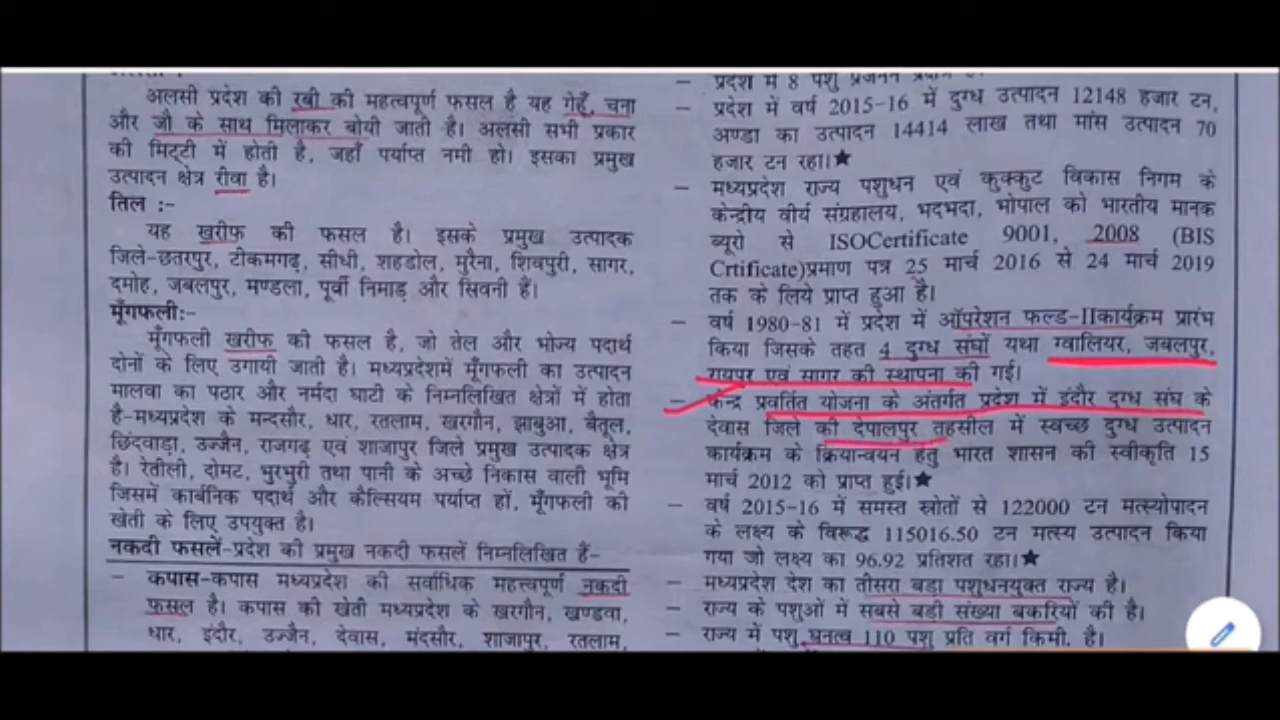 अलसी प्रदेश की रबी की महत्वपूर्ण फसल है यह गेहूँ, चना
और जौ के साथ मिलाकर बोयी जाती है। अलसी सभी प्रकार
की मिट्टी में होती है, जहाँ पर्याप्त नमी हो। इसका प्रमुख
उत्पादन क्षेत्र रीवा है।
तिल :-
यह खरीफ की फसल है। इसके प्रमुख उत्पादक
जिले-छतरपुर, टीकमगढ़, सीधी, शहडोल, मुरैना, शिवपुरी, सागर,
दमोह, जबलपुर, मण्डला, पूर्वी निमाड़ और सिवनी हैं।
मूँगफली:-
मूँगफली खरीफ की फसल है, जो तेल और भोज्य पदार्थ
दोनों के लिए उगायी जाती है। मध्यप्रदेशमें मूँगफली का उत्पादन
मालवा का पठार और नर्मदा घाटी के निम्नलिखित क्षेत्रों में होता
है-मध्यप्रदेश के मन्दसौर, धार, रतलाम, खरगौन, झाबुआ, बैतूल,
छिंदवाड़ा, उज्जैन, राजगढ़ एवं शाजापुर जिले प्रमुख उत्पादक क्षेत्र
है। रेतीली, दोमट, भुरभुरी तथा पानी के अच्छे निकास वाली भूमि
जिसमें कार्बनिक पदार्थ और कैल्सियम पर्याप्त हों, मूँगफली की
खेती के लिए उपयुक्त है।
नकदी फसलें-प्रदेश की प्रमुख नकदी फसलें निम्नलिखित हैं-
– कपास-कपास मध्यप्रदेश की सर्वाधिक महत्त्वपूर्ण नकदी
फसल है। कपास की खेती मध्यप्रदेश के खरगौन, खण्डवा,
धार, इंदौर, उज्जैन, देवास, मंदसौर, शाजापुर, रतलाम,
– प्रदेश में 8 पशु प्रजनन
– प्रदेश में वर्ष 2015-16 में दुग्ध उत्पादन 12148 हजार टन,
अण्डा का उत्पादन 14414 लाख तथा माँस उत्पादन 70
हजार टन रहा।★
– मध्यप्रदेश राज्य पशुधन एवं कुक्कुट विकास निगम के
केन्द्रीय वीर्य संग्रहालय, भदभदा, भोपाल को भारतीय मानक
ब्यूरो से ISOCertificate 9001, 2008 (BIS
Crtificate)प्रमाण पत्र 25 मार्च 2016 से 24 मार्च 2019
तक के लिये प्राप्त हुआ है।
– वर्ष 1980-81 में प्रदेश में ऑपरेशन फल्ड-IIकार्यक्रम प्रारंभ
किया जिसके तहत 4 दुग्ध संघों यथा ग्वालियर, जबलपुर,
रायपुर एवं सागर की स्थापना की गई।
– केन्द्र प्रवर्तित योजना के अंतर्गत प्रदेश में इंदौर दुग्ध संघ के
देवास जिले की देपालपुर तहसील में स्वच्छ दुग्ध उत्पादन
कार्यक्रम के क्रियान्वयन हेतु भारत शासन की स्वीकृति 15
मार्च 2012 को प्राप्त हुई।★
– वर्ष 2015-16 में समस्त स्रोतों से 122000 टन मत्स्योपादन
के लक्ष्य के विरूद्ध 115016.50 टन मत्स्य उत्पादन किया
गया जो लक्ष्य का 96.92 प्रतिशत रहा।★
– मध्यप्रदेश देश का तीसरा बडा पशुधनयुक्त राज्य है।
– राज्य के पशुओं में सबसे बडी संख्या बकरियों की है।
– राज्य में पशु घनत्व 110 पशु प्रति वर्ग किमी. है।